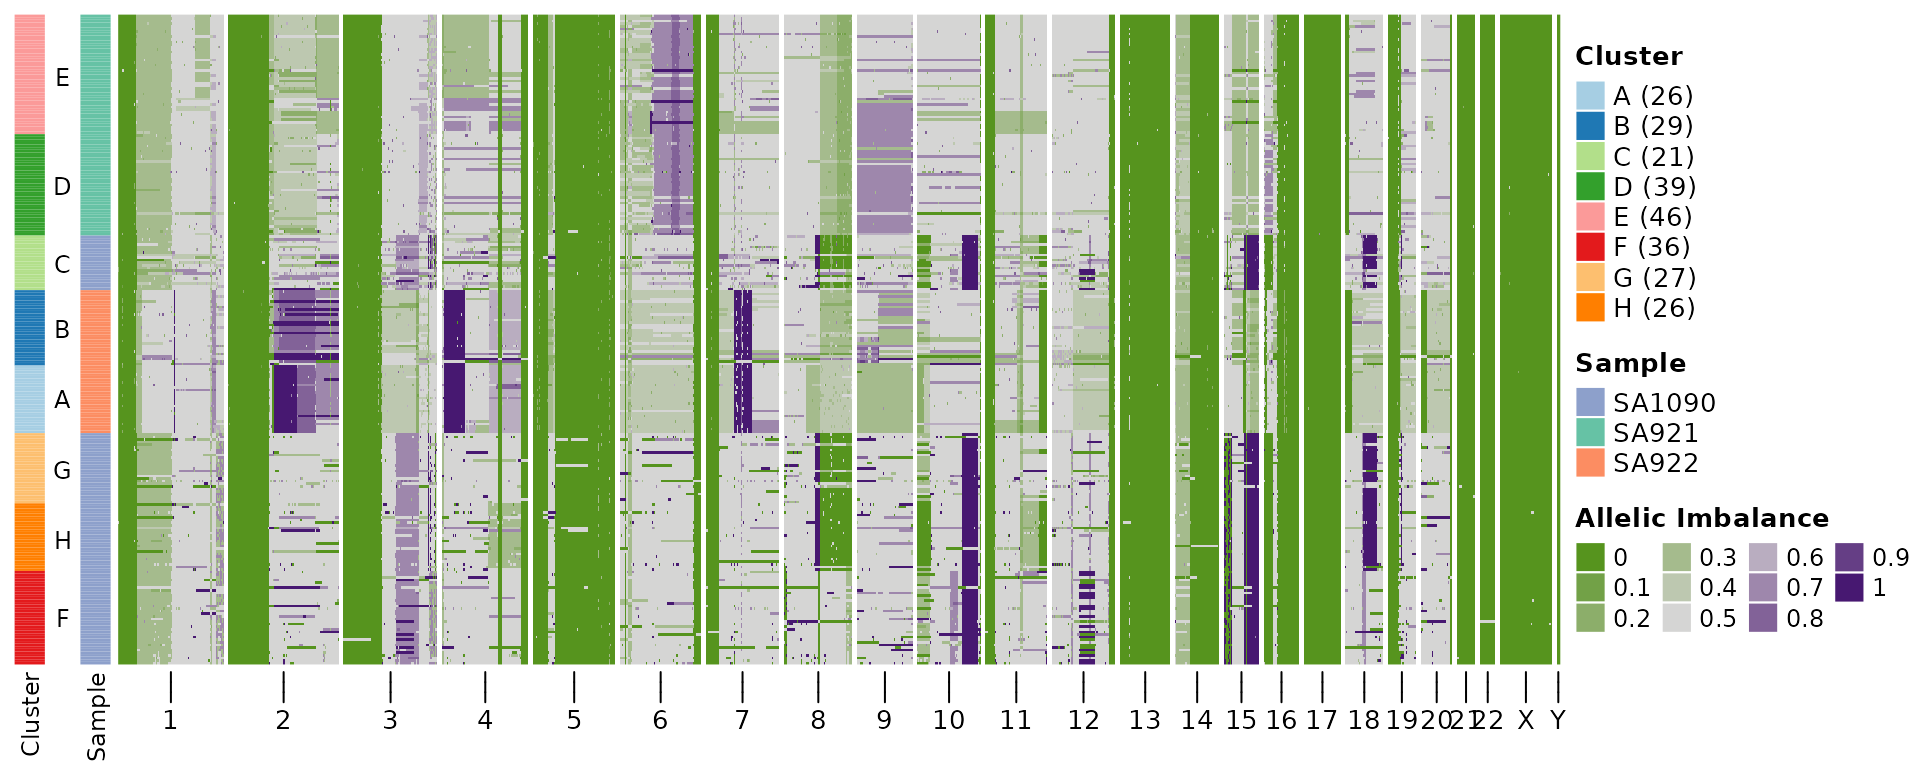 E
D
C
B
A
G
H
F
Cluster
Sample
1 2 3 4 5 6 7 8 9 10 11 12 13 14 15 16 17 18 19 20 21 22 X Y
Cluster
A (26)
B (29)
C (21)
D (39)
E (46)
F (36)
G (27)
H (26)
Sample
SA1090
SA921
SA922
Allelic Imbalance
0 0.3 0.6 0.9
0.1 0.4 0.7 1
0.2 0.5 0.8